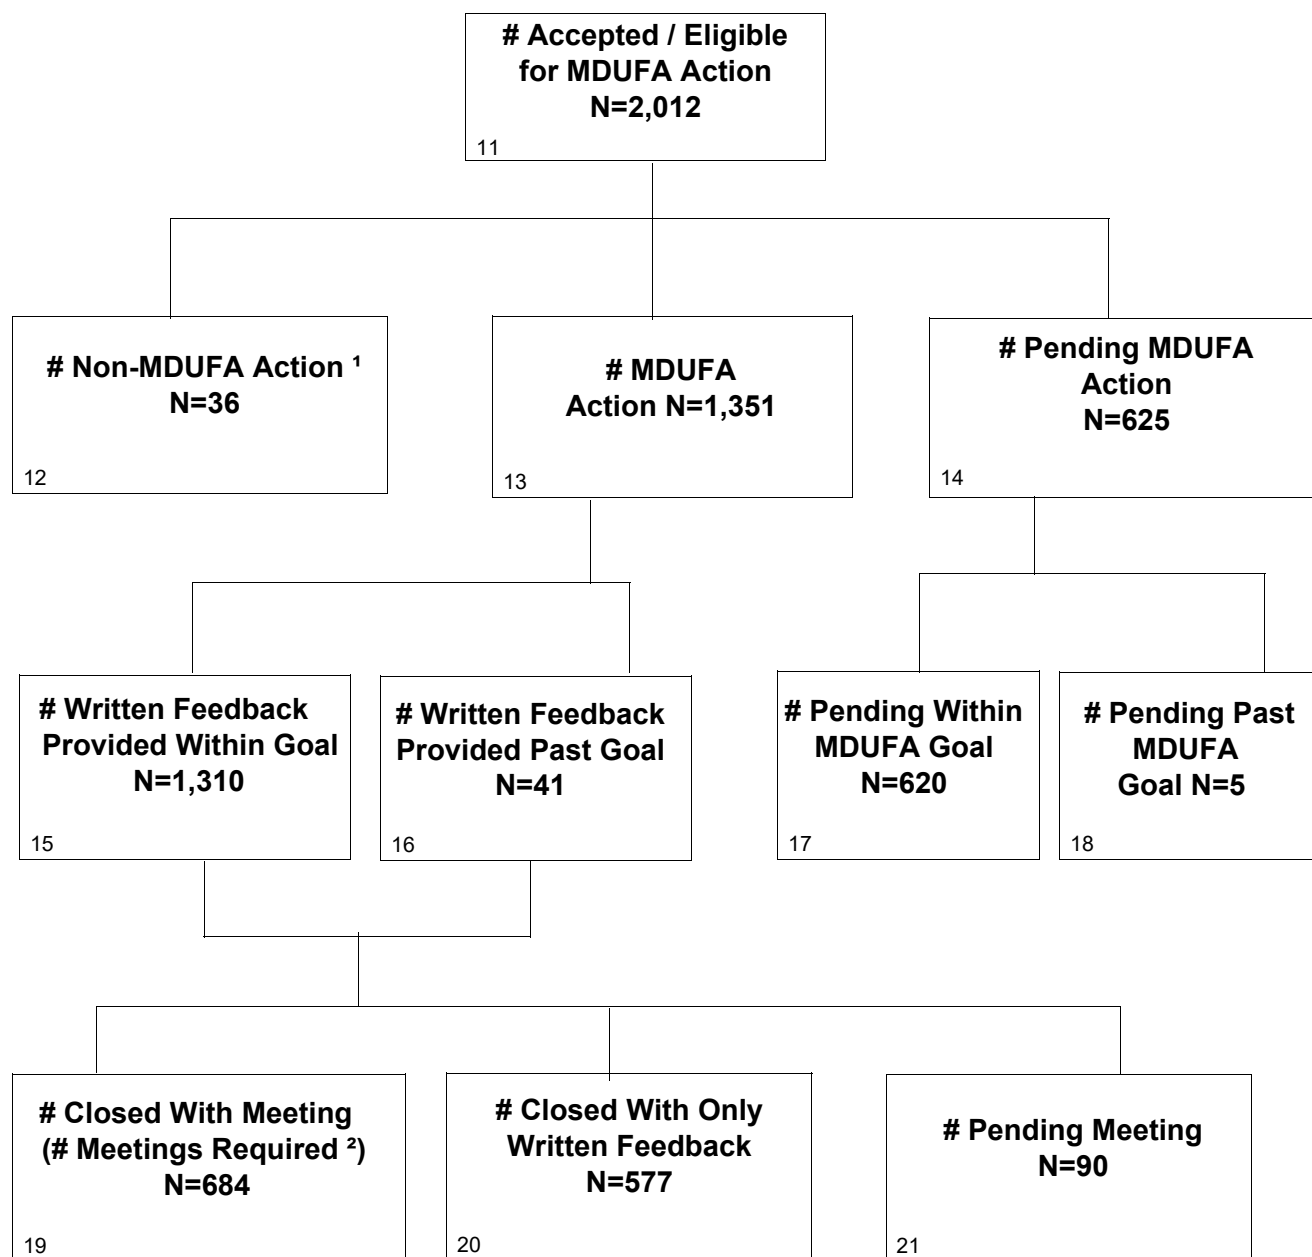 # Accepted / Eligible
for MDUFA Action
N=2,012
11
# Non-MDUFA Action ¹
N=36
12
# MDUFA
Action N=1,351
13
# Pending MDUFA
Action
N=625
14
# Written Feedback
Provided Within Goal
N=1,310
15
# Written Feedback
Provided Past Goal
N=41
16
# Pending Within
MDUFA Goal
N=620
17
# Pending Past
MDUFA
Goal N=5
18
# Closed With Meeting
(# Meetings Required ²)
N=684
19
# Closed With Only
Written Feedback
N=577
20
# Pending Meeting
N=90
21